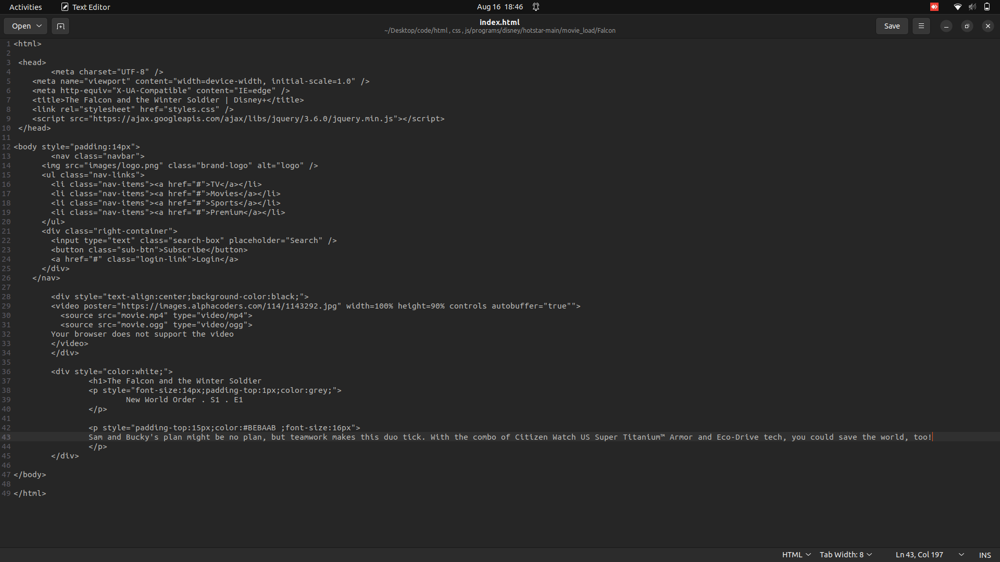 Activities Text Editor Aug 16 18:46
Open index.html Save
~/Desktop/code/html , css , js/programs/disney/hotstar-main/movie_load/Falcon
1 <html>
2
3 <head>
4 <meta charset="UTF-8" />
5 <meta name="viewport" content="width=device-width, initial-scale=1.0" />
6 <meta http-equiv="X-UA-Compatible" content="IE=edge" />
7 <title>The Falcon and the Winter Soldier | Disney+</title>
8 <link rel="stylesheet" href="styles.css" />
9 <script src="https://ajax.googleapis.com/ajax/libs/jquery/3.6.0/jquery.min.js"></script>
10 </head>
11
12 <body style="padding:14px">
13 <nav class="navbar">
14 <img src="images/logo.png" class="brand-logo" alt="logo" />
15 <ul class="nav-links">
16 <li class="nav-items"><a href="#">TV</a></li>
17 <li class="nav-items"><a href="#">Movies</a></li>
18 <li class="nav-items"><a href="#">Sports</a></li>
19 <li class="nav-items"><a href="#">Premium</a></li>
20 </ul>
21 <div class="right-container">
22 <input type="text" class="search-box" placeholder="Search" />
23 <button class="sub-btn">Subscribe</button>
24 <a href="#" class="login-link">Login</a>
25 </div>
26 </nav>
27
28 <div style="text-align:center;background-color:black;">
29 <video poster="https://images.alphacoders.com/114/1143292.jpg" width=100% height=90% controls autobuffer="true"">
30 <source src="movie.mp4" type="video/mp4">
31 <source src="movie.ogg" type="video/ogg">
32 Your browser does not support the video
33 </video>
34 </div>
35
36 <div style="color:white;">
37 <h1>The Falcon and the Winter Soldier
38 <p style="font-size:14px;padding-top:1px;color:grey;">
39 New World Order . S1 . E1
40 </p>
41
42 <p style="padding-top:15px;color:#BEBAAB ;font-size:16px">
43 Sam and Bucky's plan might be no plan, but teamwork makes this duo tick. With the combo of Citizen Watch US Super Titanium™ Armor and Eco-Drive tech, you could save the world, too!
44 </p>
45 </div>
46
47 </body>
48
49 </html>
HTML Tab Width: 8 Ln 43, Col 197 INS